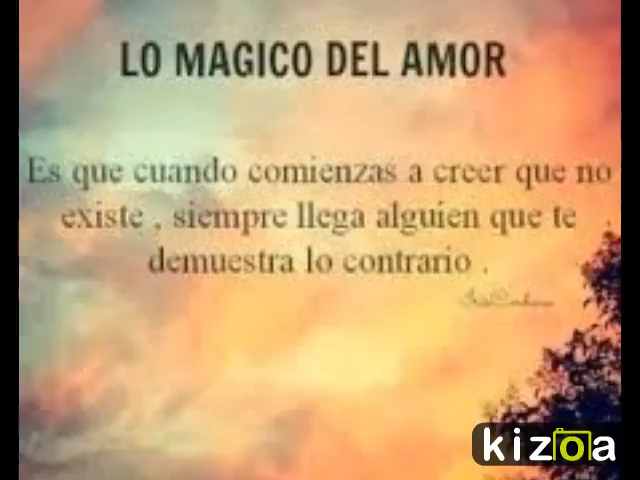 LO MAGICO DEL AMOR
Es que cuando comienzas a creer que no
existe , siempre llega alguien que te
demuestra lo contrario .
kizoa